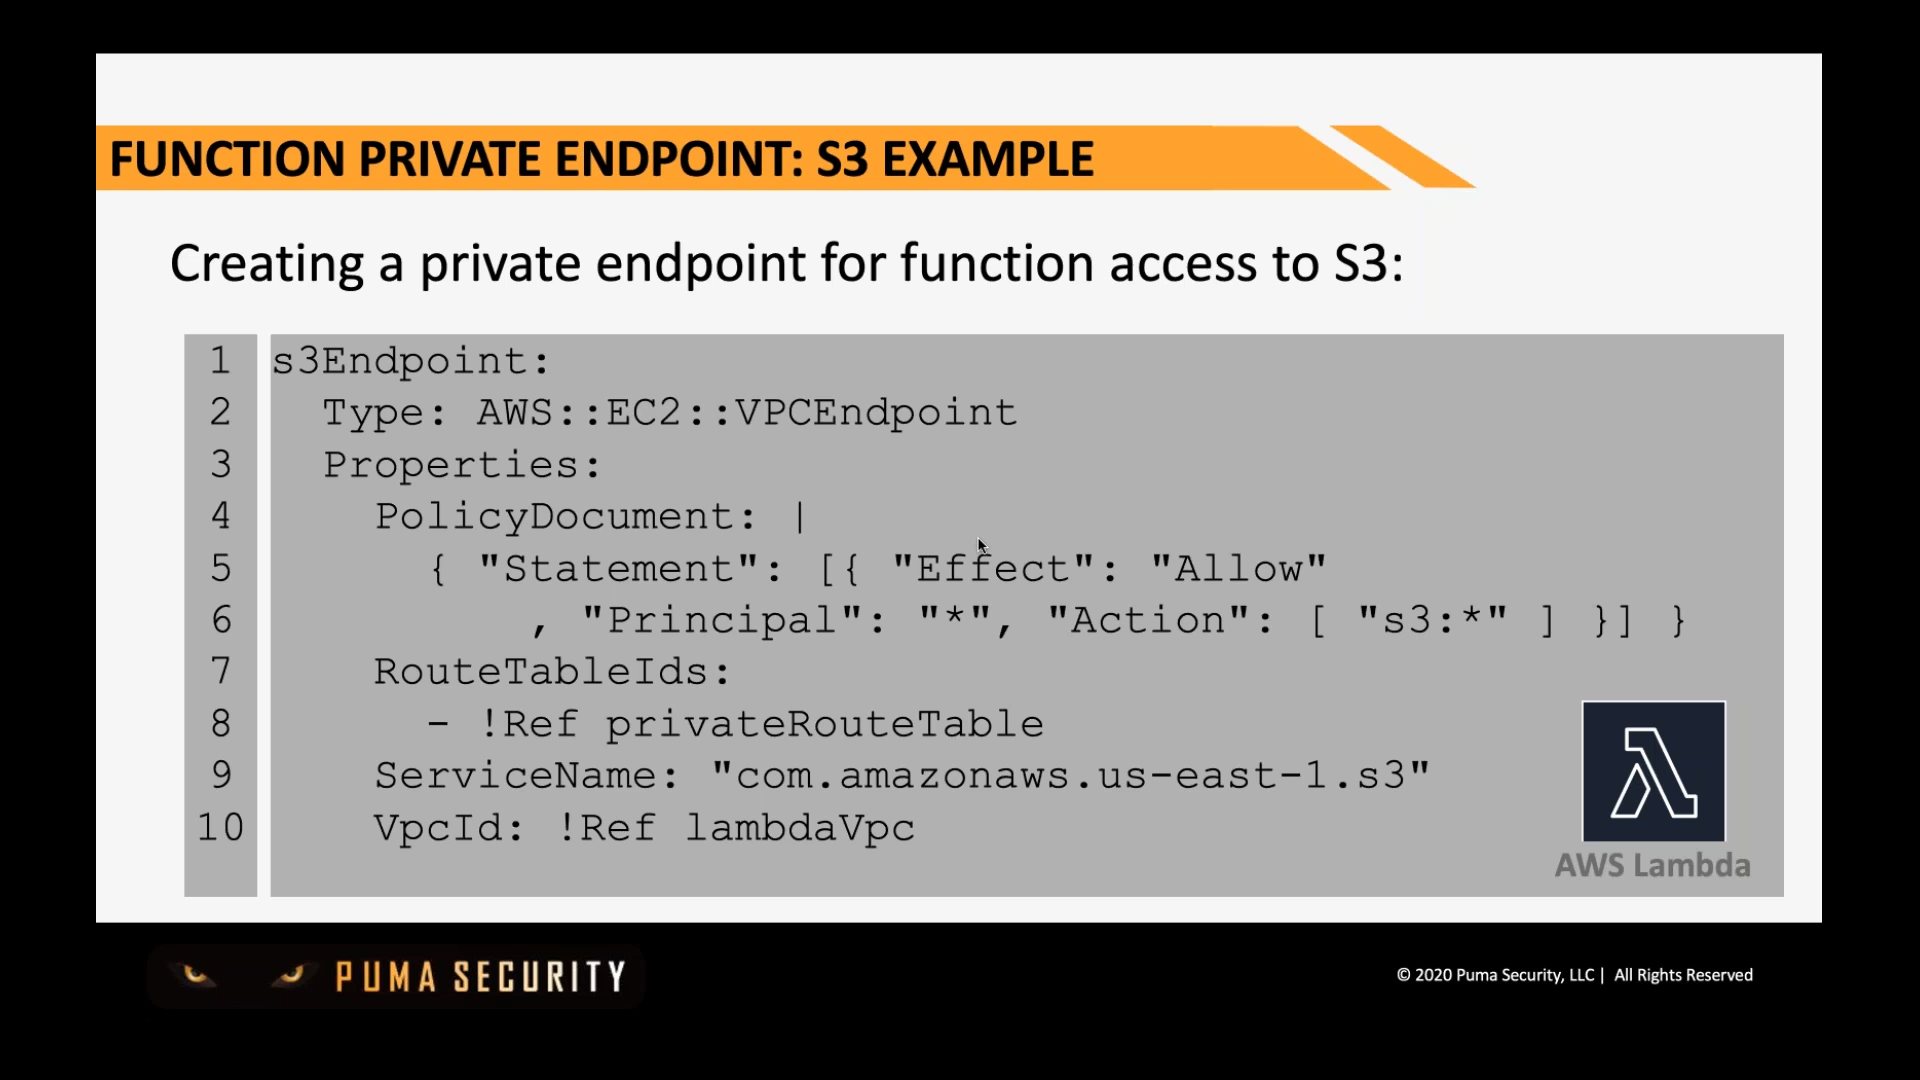 FUNCTION PRIVATE ENDPOINT: S3 EXAMPLE
Creating a private endpoint for function access to S3:
1 s3Endpoint:
2   Type: AWS::EC2::VPCEndpoint
3   Properties:
4     PolicyDocument: |
5       { "Statement": [{ "Effect": "Allow"
6           , "Principal": "*", "Action": [ "s3:*" ] }] }
7     RouteTableIds:
8       - !Ref privateRouteTable
9     ServiceName: "com.amazonaws.us-east-1.s3"
10     VpcId: !Ref lambdaVpc
AWS Lambda
PUMA SECURITY
© 2020 Puma Security, LLC | All Rights Reserved